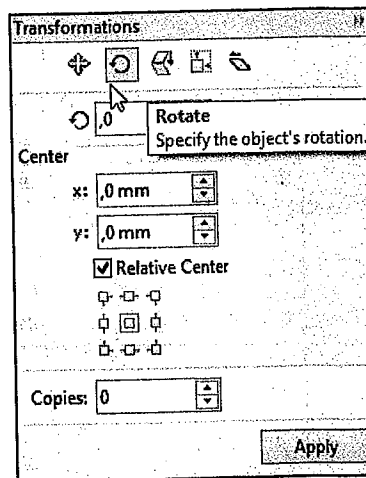 Transformations
,0
Rotate
Specify the object's rotation.
Center
x: ,0 mm
y: ,0 mm
Relative Center
Copies: 0
Apply